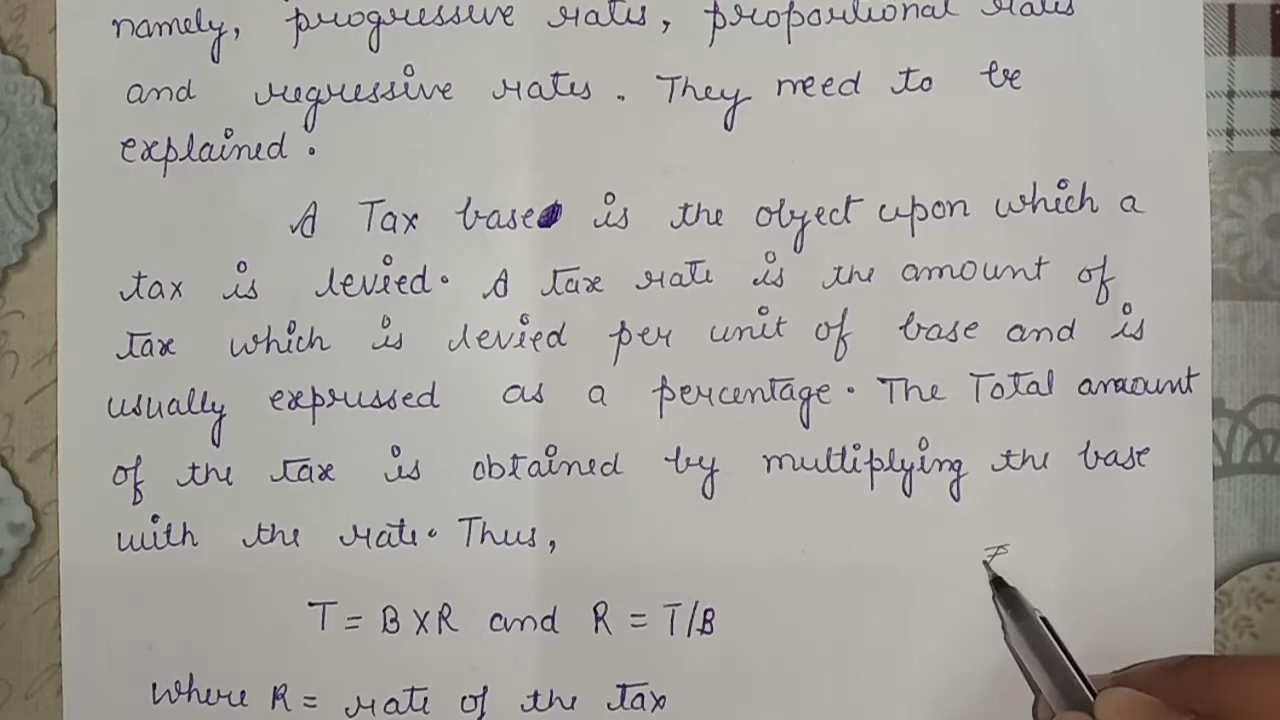 namely, progressive rates, proportional rates
and regressive rates. They need to be
explained.
A Tax base is the object upon which a
tax is levied. A tax rate is the amount of
tax which is levied per unit of base and is
usually expressed as a percentage. The Total amount
of the tax is obtained by multiplying the base
with the rate. Thus,
T = B X R and R = T/B
where R = rate of the tax